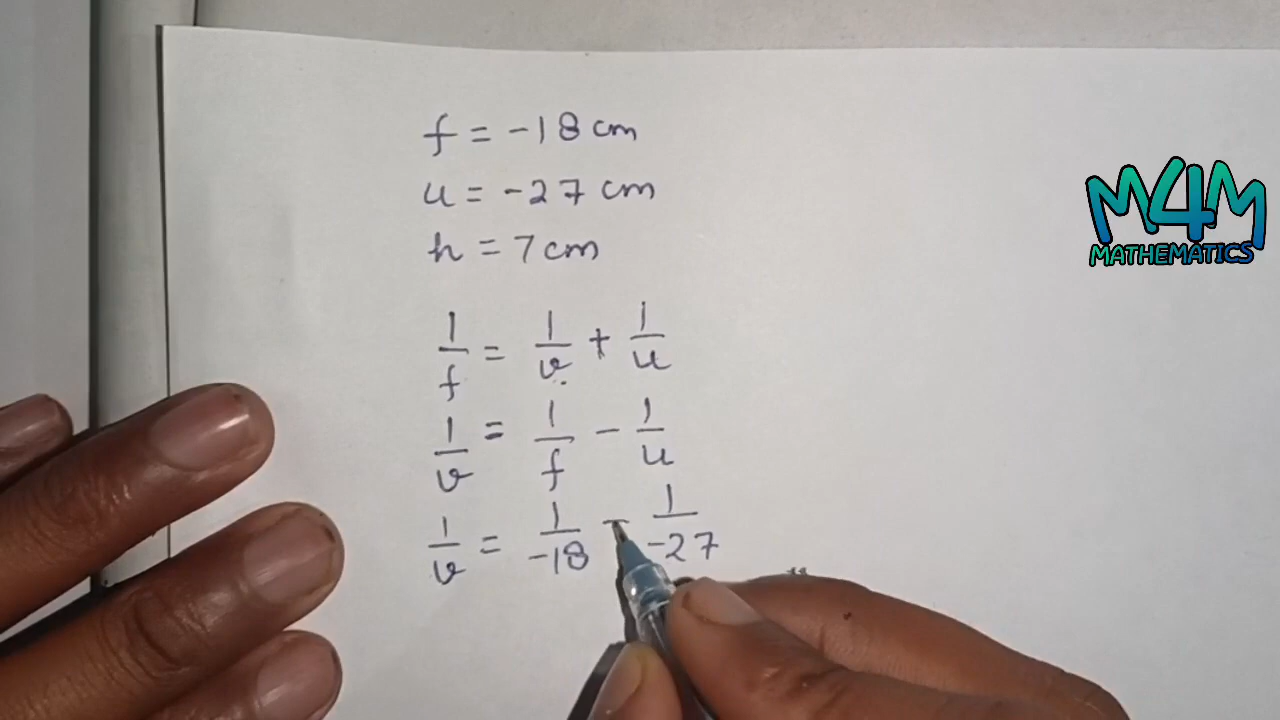 f = -18 cm
u = -27 cm
h = 7 cm
1/f = 1/v + 1/u
1/v = 1/f - 1/u
1/v = 1/-18 - 1/-27
M4M
MATHEMATICS